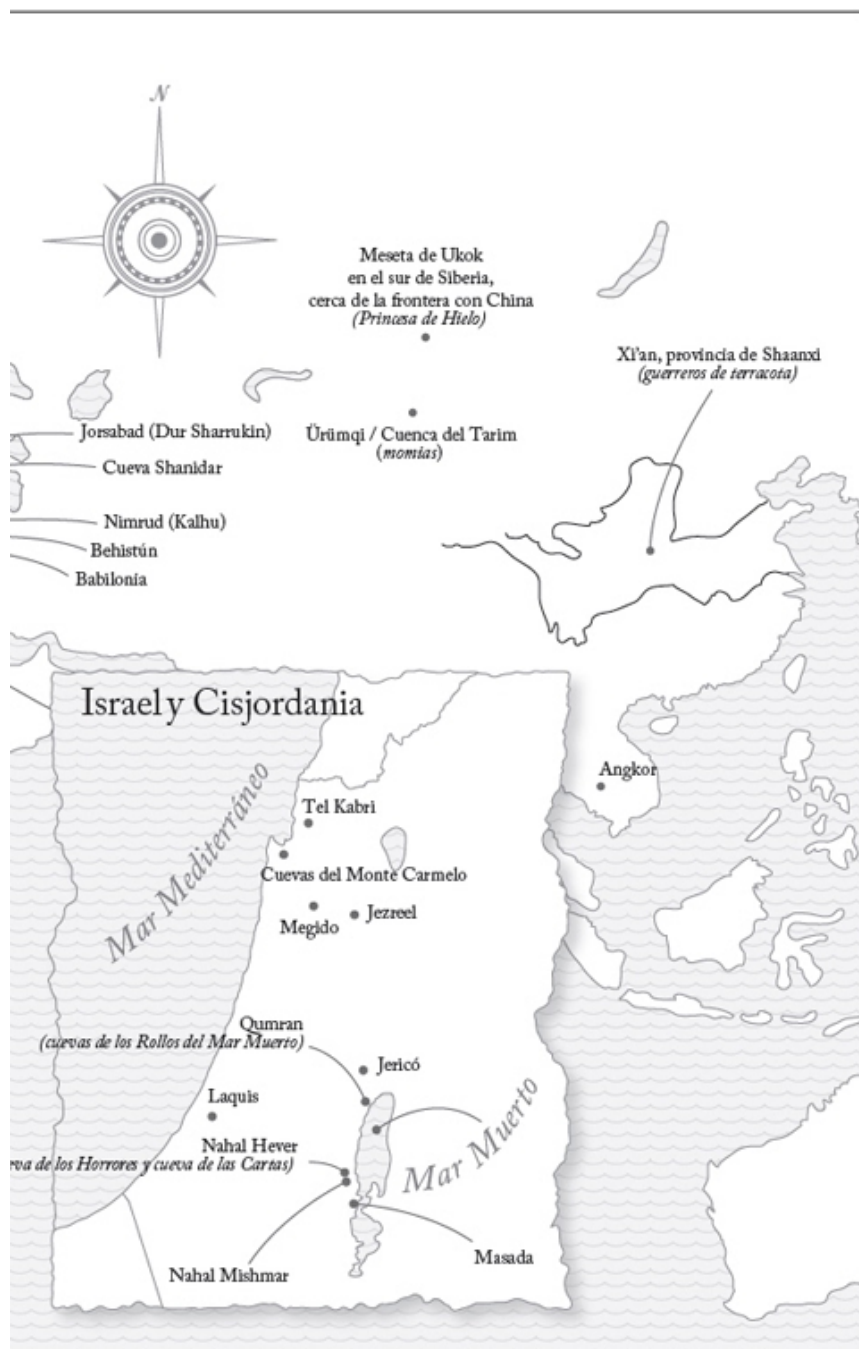 N
Meseta de Ukok
en el sur de Siberia,
cerca de la frontera con China
(Princesa de Hielo)
Xi'an, provincia de Shaanxi
(guerreros de terracota)
Jorsabad (Dur Sharrukin)
Ürümqi / Cuenca del Tarim
(momias)
Cueva Shanidar
Nimrud (Kalhu)
Behistún
Babilonia
Israel y Cisjordania
Mar Mediterráneo
Angkor
Tel Kabri
Cuevas del Monte Carmelo
Megido
Jezreel
Qumran
(cuevas de los Rollos del Mar Muerto)
Jericó
Laquis
Mar Muerto
Nahal Hever
de los Horrores y cueva de las Cartas)
Masada
Nahal Mishmar